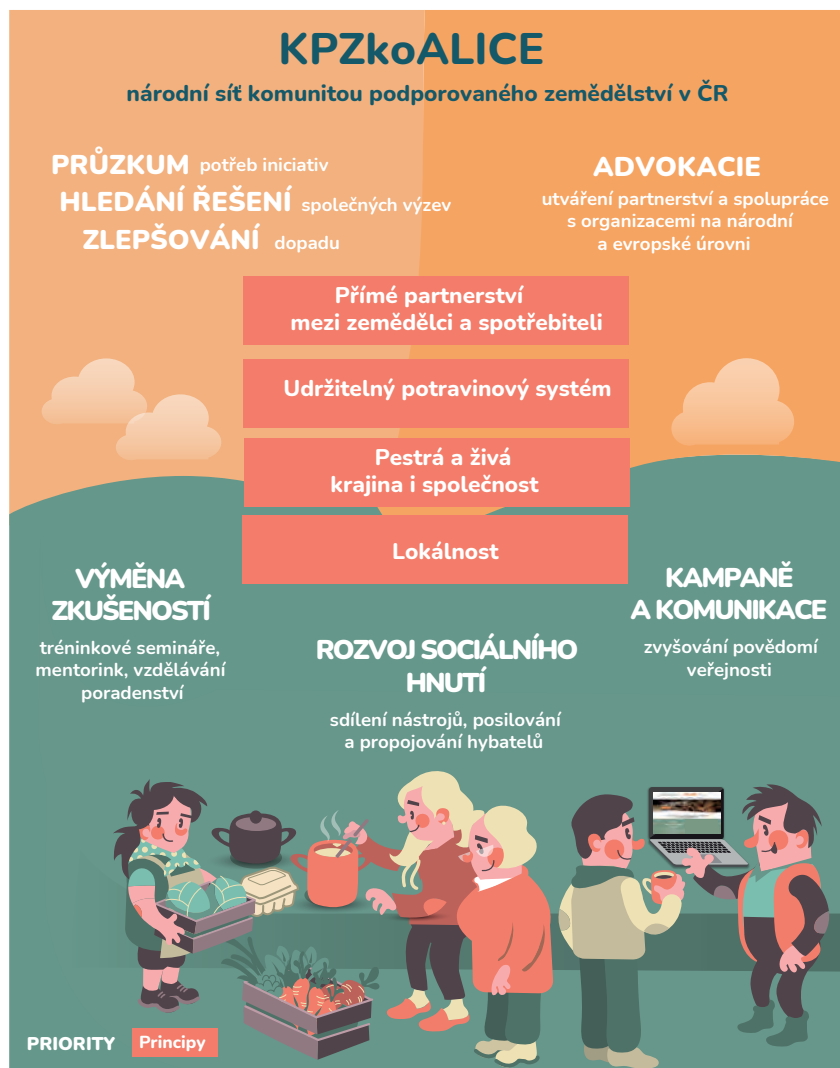 KPZkoALICE
národní síť komunitou podporovaného zemědělství v ČR
PRŮZKUM potřeb iniciativ
HLEDÁNÍ ŘEŠENÍ společných výzev
ZLEPŠOVÁNÍ dopadu
ADVOKACIE
utváření partnerství a spolupráce
s organizacemi na národní
a evropské úrovni
Přímé partnerství
mezi zemědělci a spotřebiteli
Udržitelný potravinový systém
Pestrá a živá
krajina i společnost
Lokálnost
VÝMĚNA
ZKUŠENOSTÍ
tréninkové semináře,
mentorink, vzdělávání
poradenství
ROZVOJ SOCIÁLNÍHO
HNUTÍ
sdílení nástrojů, posilování
a propojování hybatelů
KAMPANĚ
A KOMUNIKACE
zvyšování povědomí
veřejnosti
PRIORITY Principy